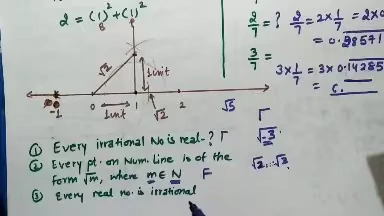 2 = (1)² + (1)²
B
√2
1 unit
-1 0 1 2
1 unit
√2
√5
2/7 = ? 2/7 = 2 × 1/7 = 2×0
= 0.28541
3/7 =
3 × 1/7 = 3×0.14285
=
① Every irrational No is real-? T
② Every pt. on Num. Line is of the
form √m, where m ∈ N F
③ Every real no. is irrational
√-3
√2, √3